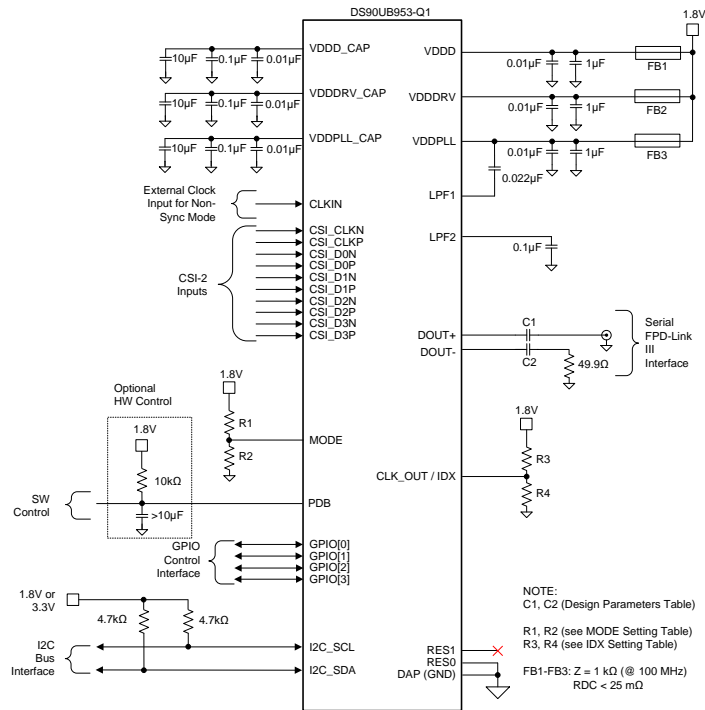 DS90UB953-Q1
1.8V
VDDD_CAP
10µF
0.1µF
0.01µF
VDDDRV_CAP
10µF
0.1µF
0.01µF
VDDPLL_CAP
10µF
0.1µF
0.01µF
VDDD
0.01µF
1µF
FB1
VDDDRV
0.01µF
1µF
FB2
VDDPLL
0.01µF
1µF
FB3
0.022µF
LPF1
LPF2
0.1µF
External Clock
Input for Non-
Sync Mode
CLKIN
CSI-2
Inputs
CSI_CLKN
CSI_CLKP
CSI_D0N
CSI_D0P
CSI_D1N
CSI_D1P
CSI_D2N
CSI_D2P
CSI_D3N
CSI_D3P
DOUT+
DOUT-
C1
C2
49.9Ω
Serial
FPD-Link
III
Interface
1.8V
R1
R2
MODE
Optional
HW Control
1.8V
10kΩ
>10µF
SW
Control
PDB
1.8V
R3
R4
CLK_OUT / IDX
GPIO
Control
Interface
GPIO[0]
GPIO[1]
GPIO[2]
GPIO[3]
1.8V or
3.3V
4.7kΩ
4.7kΩ
I2C
Bus
Interface
I2C_SCL
I2C_SDA
RES1
RES0
DAP (GND)
NOTE:
C1, C2 (Design Parameters Table)
R1, R2 (see MODE Setting Table)
R3, R4 (see IDX Setting Table)
FB1-FB3: Z = 1 kΩ (@ 100 MHz)
RDC < 25 mΩ